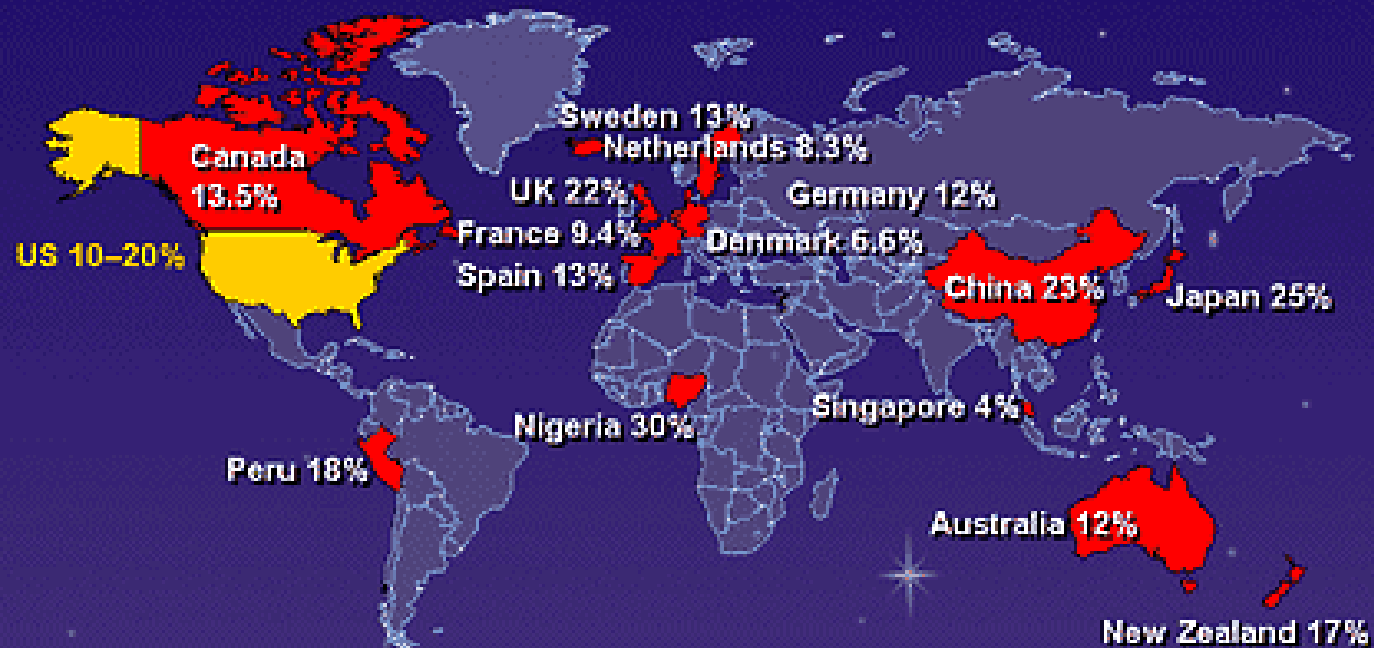 Sweden 13%
Netherlands 8.3%
Canada
13.5%
UK 22%
Germany 12%
France 9.4%
Denmark 6.6%
US 10–20%
Spain 13%
China 23%
Japan 25%
Singapore 4%
Nigeria 30%
Peru 18%
Australia 12%
New Zealand 17%